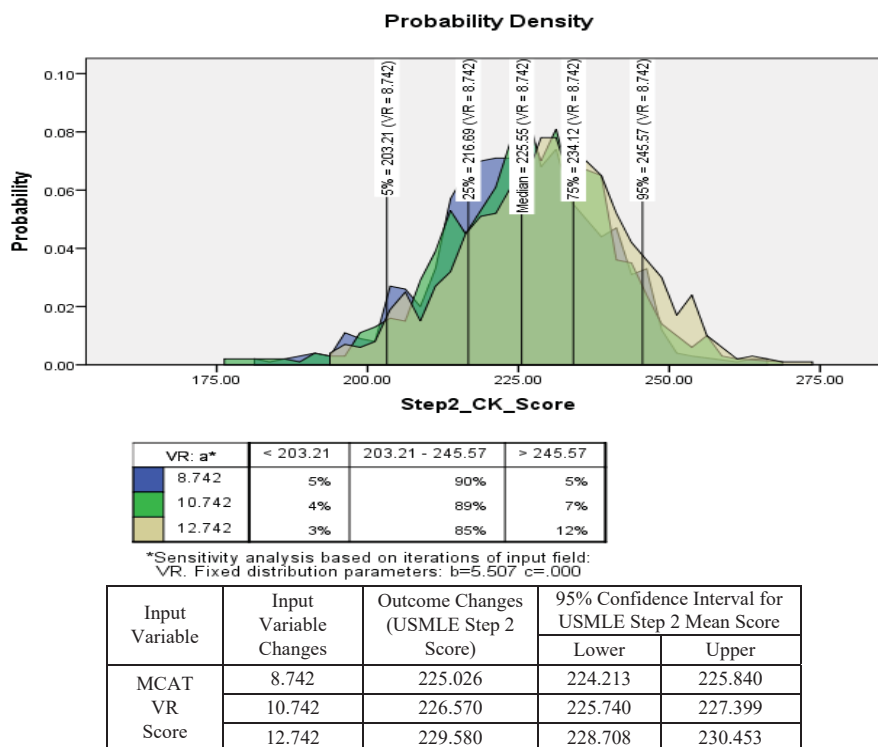 Probability Density
Probability
0.10
0.08
0.06
0.04
0.02
0.00
5% = 203.21 (VR = 8.742)
25% = 216.69 (VR = 8.742)
Median = 225.55 (VR = 8.742)
75% = 234.12 (VR = 8.742)
95% = 245.57 (VR = 8.742)
175.00 200.00 225.00 250.00 275.00
Step2_CK_Score
VR: a* < 203.21 203.21 - 245.57 > 245.57
8.742 5% 90% 5%
10.742 4% 89% 7%
12.742 3% 85% 12%
*Sensitivity analysis based on iterations of input field:
VR. Fixed distribution parameters: b=5.507 c=.000
Input Variable
Input Variable Changes
Outcome Changes (USMLE Step 2 Score)
95% Confidence Interval for USMLE Step 2 Mean Score
Lower Upper
MCAT VR Score
8.742 225.026 224.213 225.840
10.742 226.570 225.740 227.399
12.742 229.580 228.708 230.453